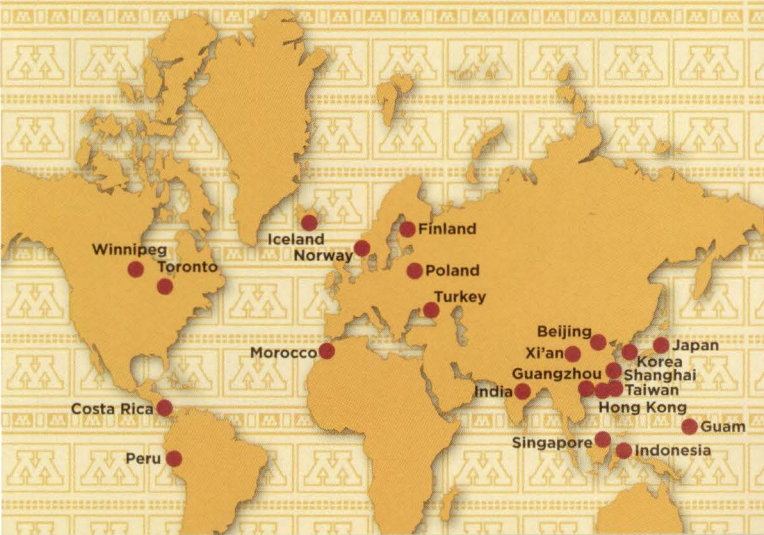 Iceland
Finland
Norway
Winnipeg
Toronto
Poland
Turkey
Beijing
Japan
Morocco
Xi'an
Korea
Guangzhou
Shanghai
India
Taiwan
Costa Rica
Hong Kong
Guam
Singapore
Indonesia
Peru